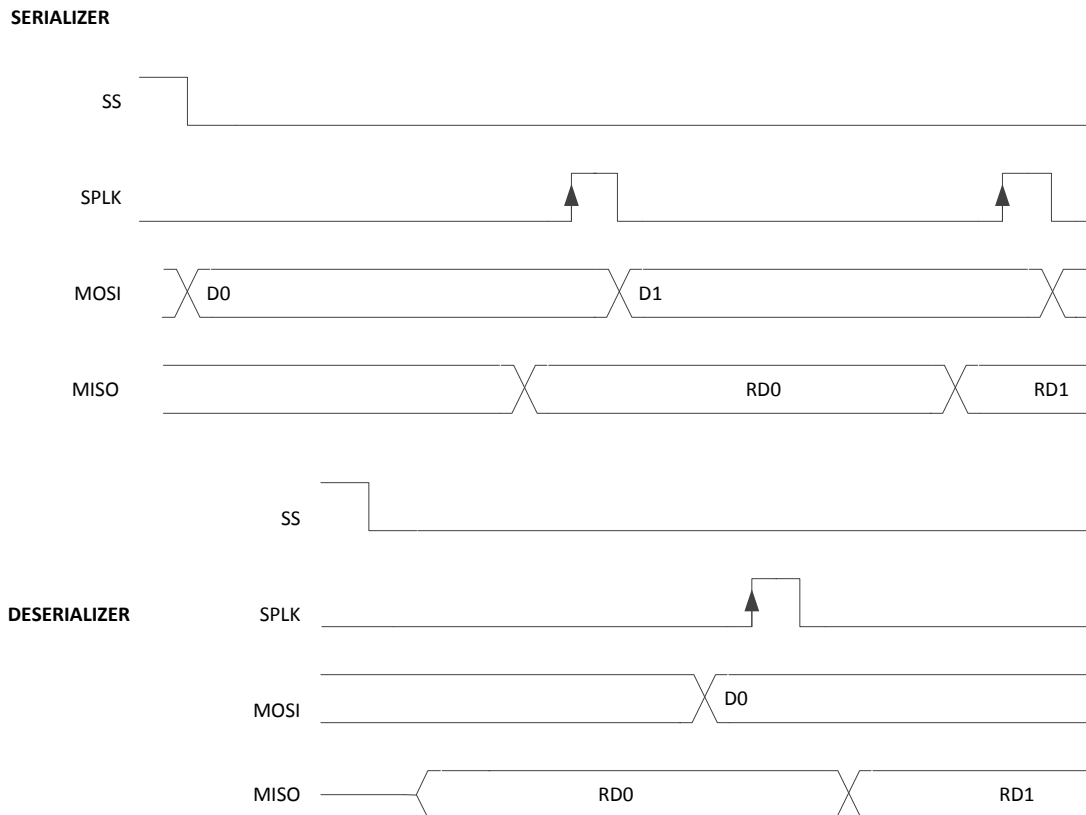 SERIALIZER
SS
SPLK
MOSI D0 D1
MISO RD0 RD1
SS
DESERIALIZER SPLK
MOSI D0
MISO RD0 RD1